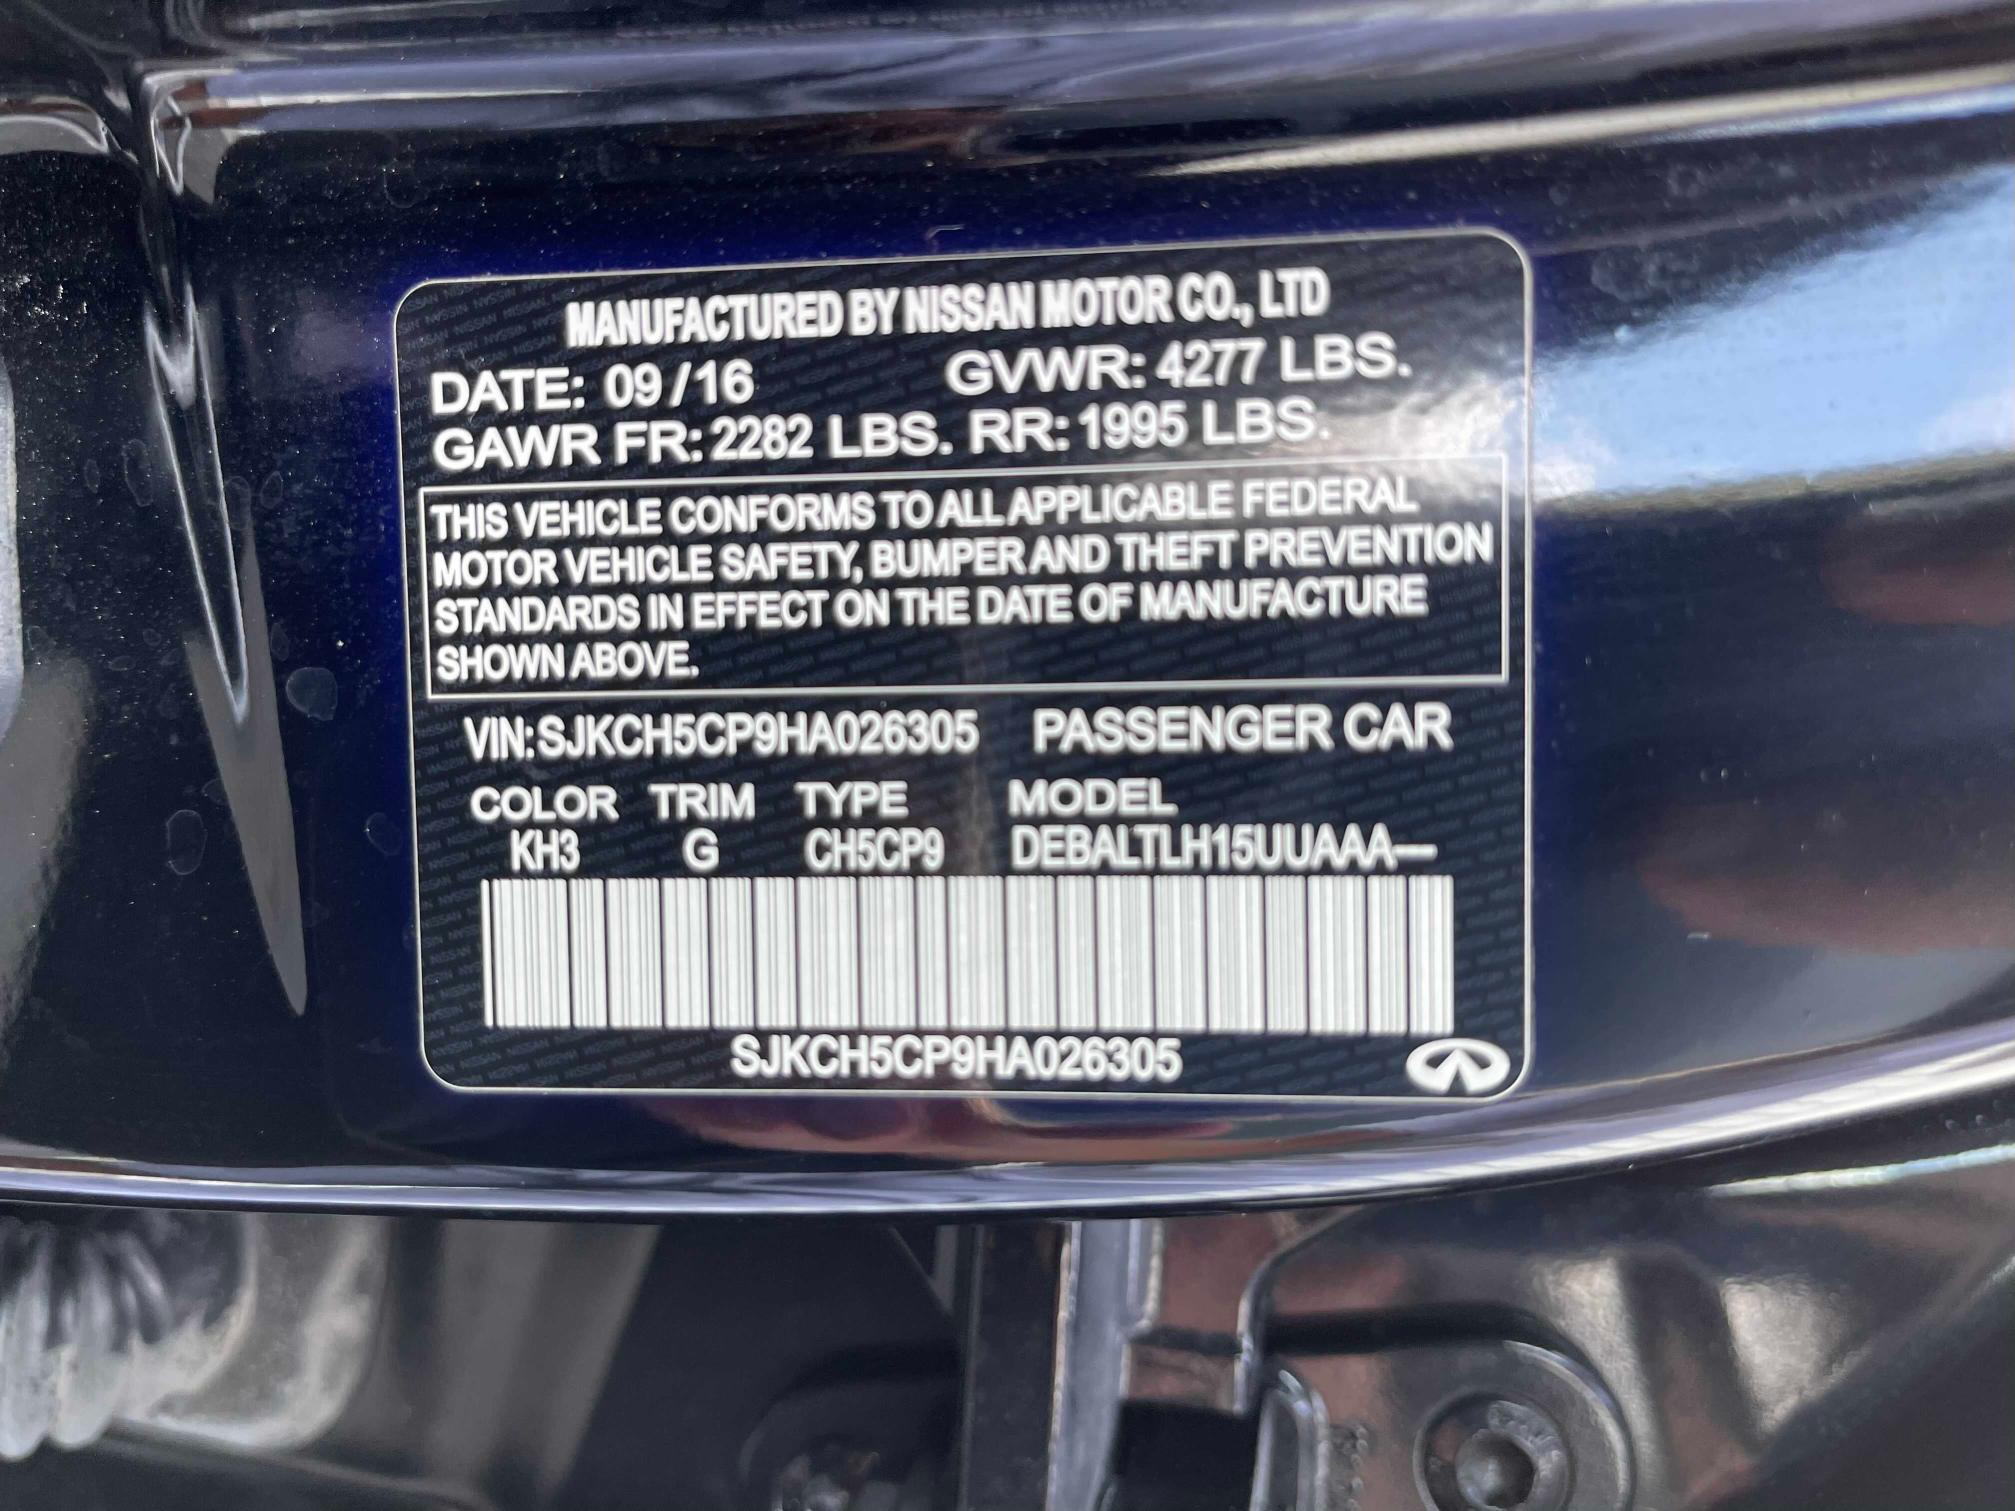 MANUFACTURED BY NISSAN MOTOR CO., LTD
DATE: 09/16 GVWR: 4277 LBS.
GAWR FR: 2282 LBS. RR: 1995 LBS.
THIS VEHICLE CONFORMS TO ALL APPLICABLE FEDERAL
MOTOR VEHICLE SAFETY, BUMPER AND THEFT PREVENTION
STANDARDS IN EFFECT ON THE DATE OF MANUFACTURE
SHOWN ABOVE.
VIN: SJKCH5CP9HA026305 PASSENGER CAR
COLOR TRIM TYPE MODEL
KH3 G CH5CP9 DEBALTLH15UUAAA—
SJKCH5CP9HA026305